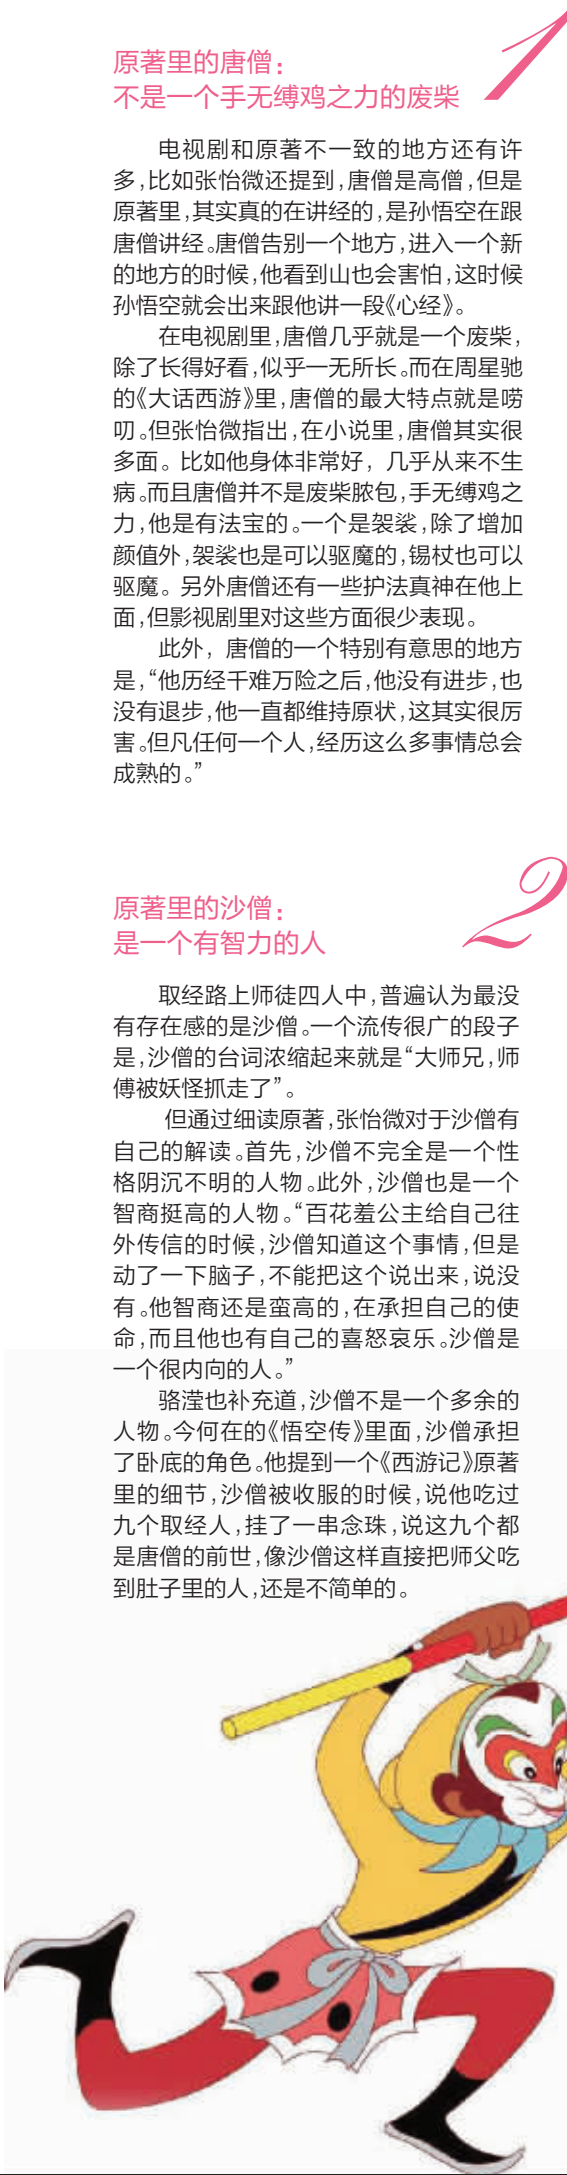 1
原著里的唐僧：
不是一个手无缚鸡之力的废柴
电视剧和原著不一致的地方还有许
多，比如张怡微还提到，唐僧是高僧，但是
原著里，其实真的在讲经的，是孙悟空在跟
唐僧讲经。唐僧告别一个地方，进入一个新
的地方的时候，他看到山也会害怕，这时候
孙悟空就会出来跟他讲一段《心经》。
在电视剧里，唐僧几乎就是一个废柴，
除了长得好看，似乎一无所长。而在周星驰
的《大话西游》里，唐僧的最大特点就是唠
叨。但张怡微指出，在小说里，唐僧其实很
多面。比如他身体非常好，几乎从来不生
病。而且唐僧并不是废柴脓包，手无缚鸡之
力，他是有法宝的。一个是袈裟，除了增加
颜值外，袈裟也是可以驱魔的，锡杖也可以
驱魔。另外唐僧还有一些护法真神在他上
面，但影视剧里对这些方面很少表现。
此外，唐僧的一个特别有意思的地方
是，“他历经千难万险之后，他没有进步，也
没有退步，他一直都维持原状，这其实很厉
害。但凡任何一个人，经历这么多事情总会
成熟的。”
2
原著里的沙僧：
是一个有智力的人
取经路上师徒四人中，普遍认为最没
有存在感的是沙僧。一个流传很广的段子
是，沙僧的台词浓缩起来就是“大师兄，师
傅被妖怪抓走了”。
但通过细读原著，张怡微对于沙僧有
自己的解读。首先，沙僧不完全是一个性
格阴沉不明的人物。此外，沙僧也是一个
智商挺高的人物。“百花羞公主给自己往
外传信的时候，沙僧知道这个事情，但是
动了一下脑子，不能把这个说出来，说没
有。他智商还是蛮高的，在承担自己的使
命，而且他也有自己的喜怒哀乐。沙僧是
一个很内向的人。”
骆滢也补充道，沙僧不是一个多余的
人物。今何在的《悟空传》里面，沙僧承担
了卧底的角色。他提到一个《西游记》原著
里的细节，沙僧被收服的时候，说他吃过
九个取经人，挂了一串念珠，说这九个都
是唐僧的前世，像沙僧这样直接把师父吃
到肚子里的人，还是不简单的。